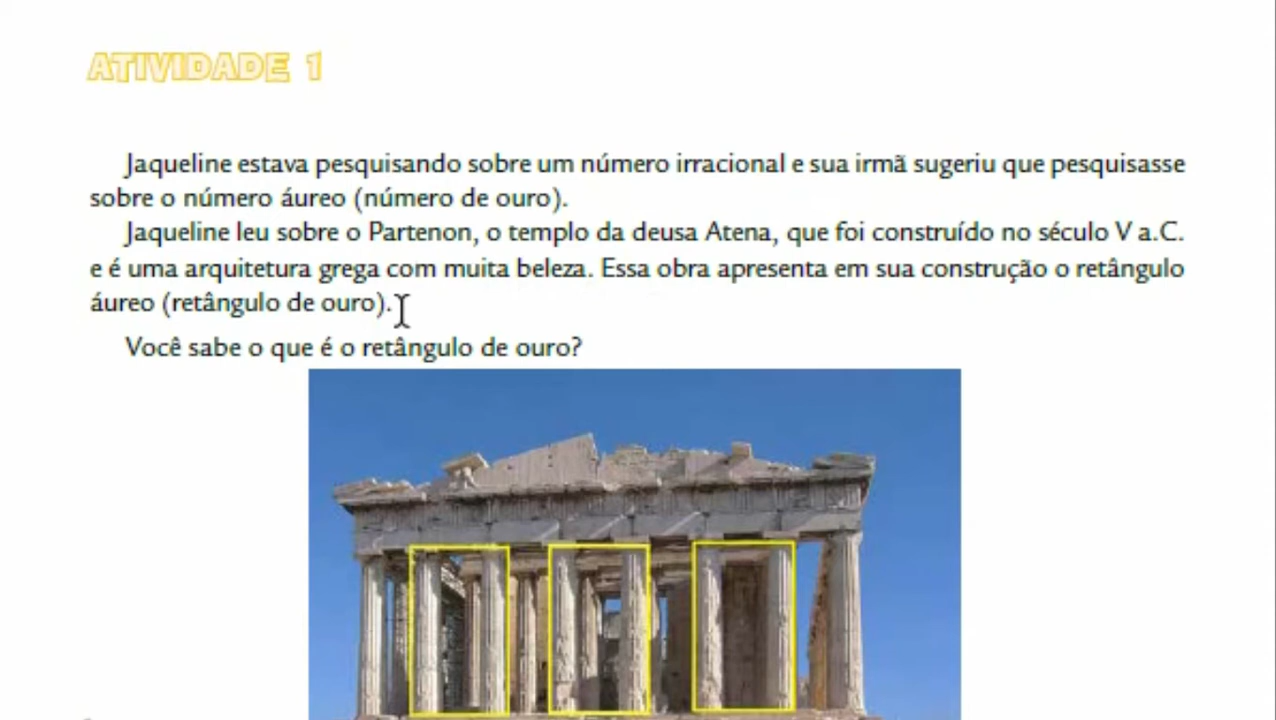 ATIVIDADE 1
Jaqueline estava pesquisando sobre um número irracional e sua irmã sugeriu que pesquisasse
sobre o número áureo (número de ouro).
Jaqueline leu sobre o Partenon, o templo da deusa Atena, que foi construído no século V a.C.
e é uma arquitetura grega com muita beleza. Essa obra apresenta em sua construção o retângulo
áureo (retângulo de ouro).
Você sabe o que é o retângulo de ouro?